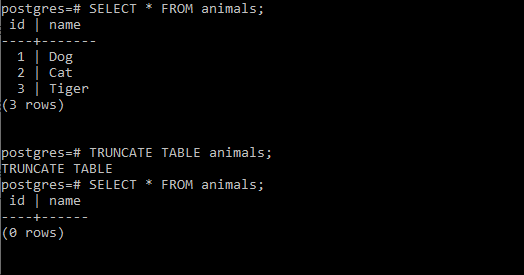 postgres=# SELECT * FROM animals;
 id | name
----+-------
  1 | Dog
  2 | Cat
  3 | Tiger
(3 rows)
postgres=# TRUNCATE TABLE animals;
TRUNCATE TABLE
postgres=# SELECT * FROM animals;
 id | name
----+------
(0 rows)